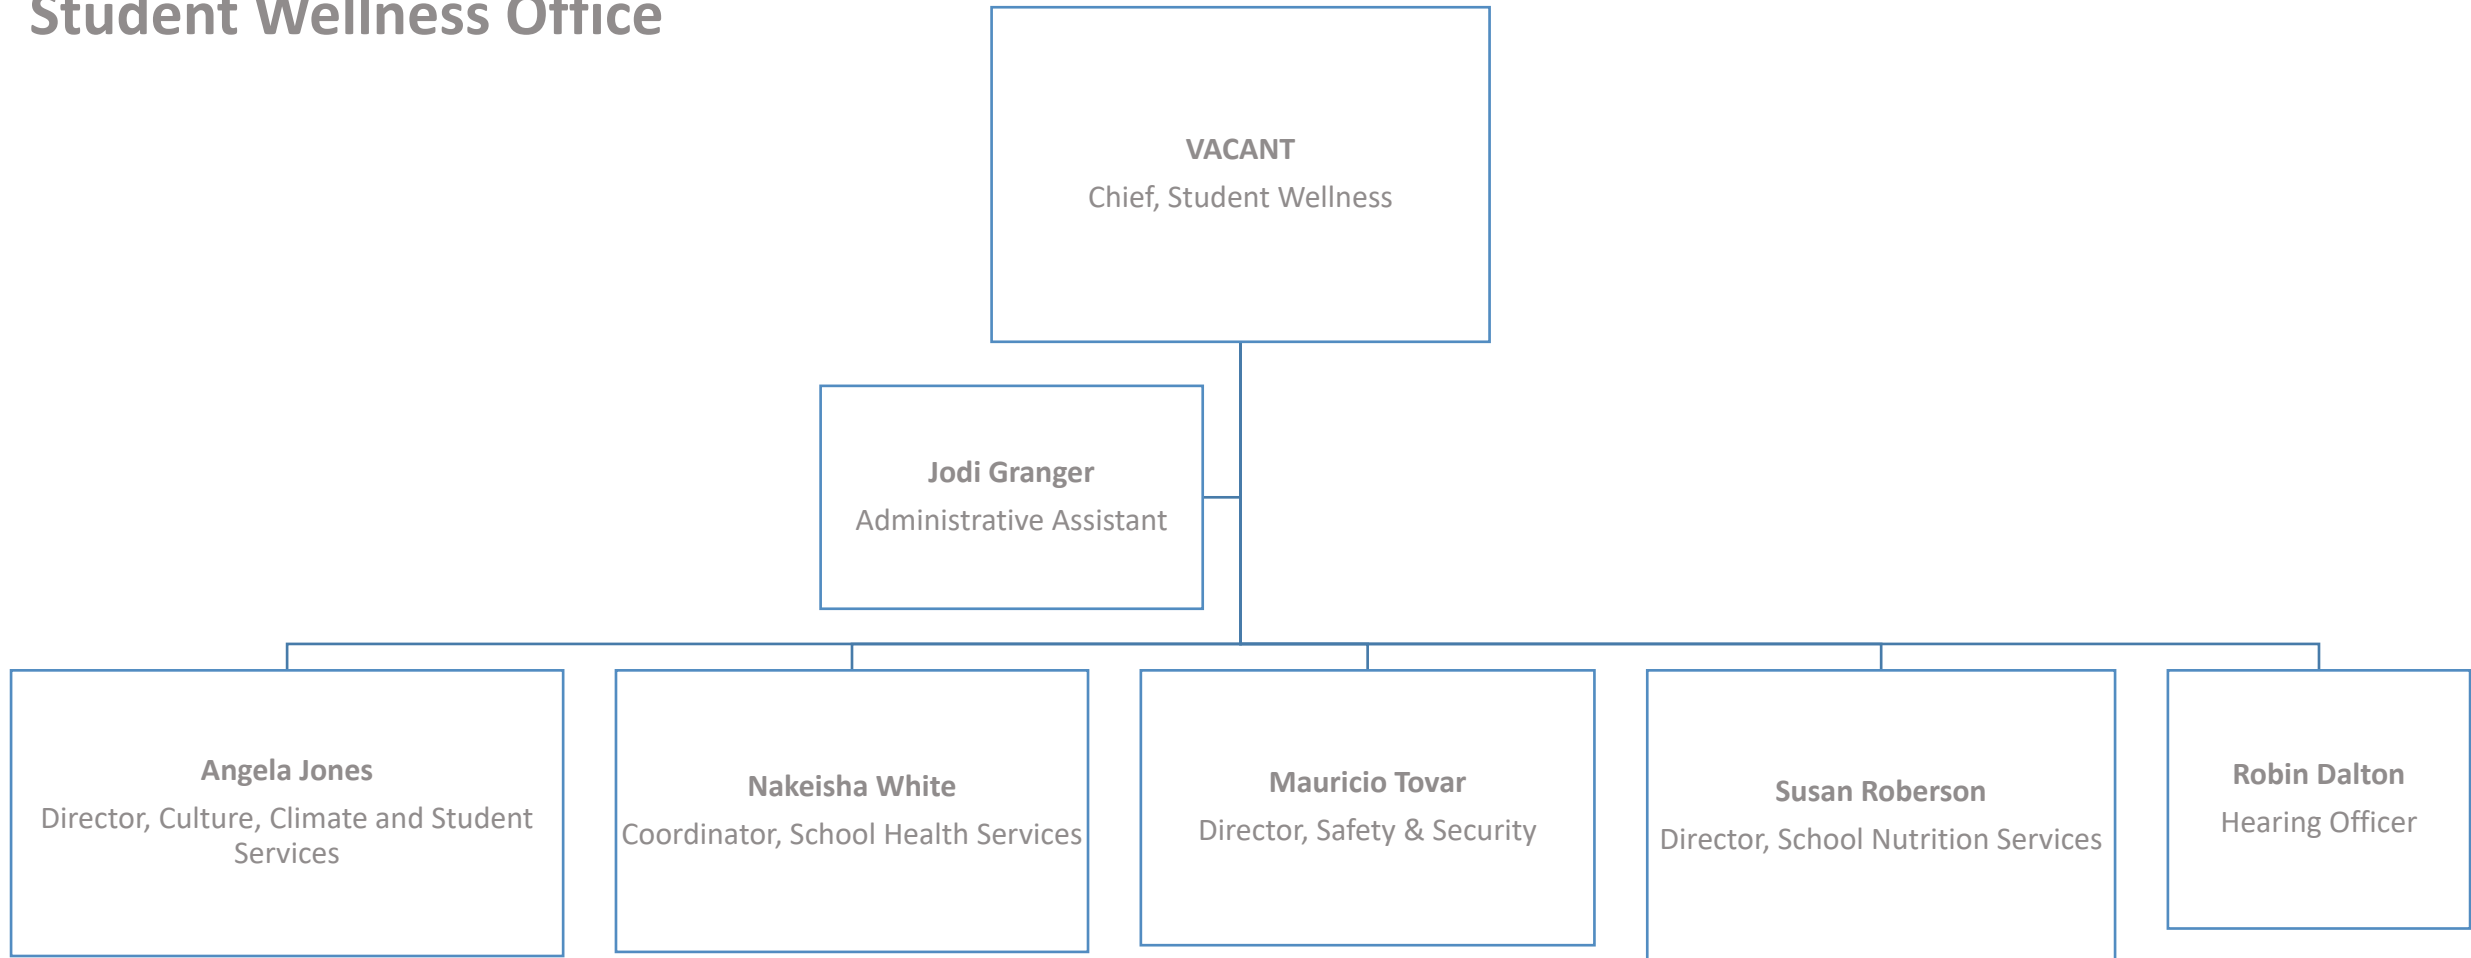 Student Wellness Office
VACANT
Chief, Student Wellness
Jodi Granger
Administrative Assistant
Angela Jones
Director, Culture, Climate and Student
Services
Nakeisha White
Coordinator, School Health Services
Mauricio Tovar
Director, Safety & Security
Susan Roberson
Director, School Nutrition Services
Robin Dalton
Hearing Officer